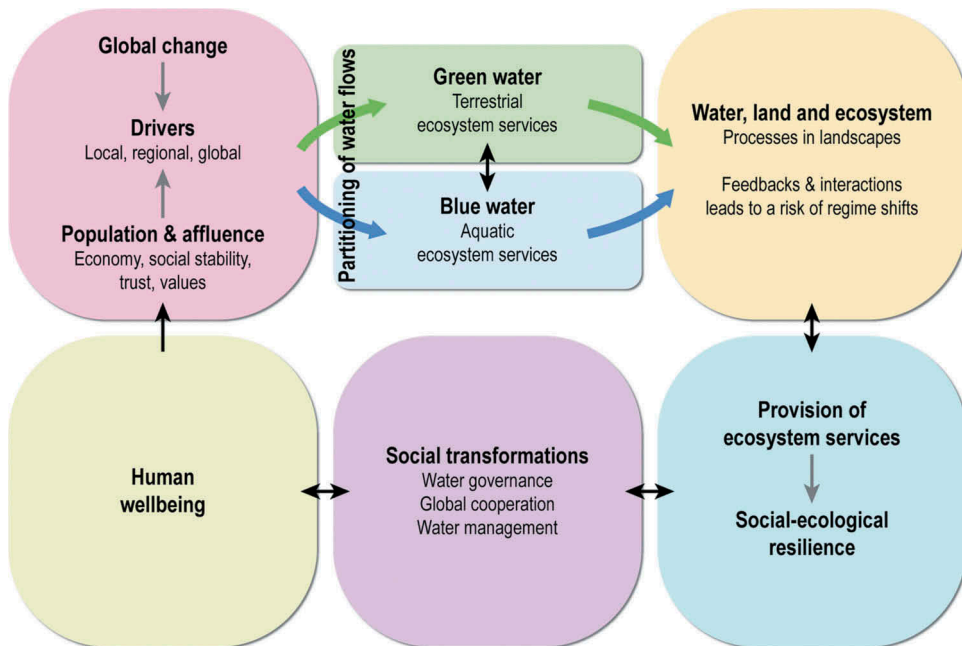 Global change
Drivers
Local, regional, global
Population & affluence
Economy, social stability,
trust, values
Partitioning of water flows
Green water
Terrestrial
ecosystem services
Blue water
Aquatic
ecosystem services
Water, land and ecosystem
Processes in landscapes
Feedbacks & interactions
leads to a risk of regime shifts
Human
wellbeing
Social transformations
Water governance
Global cooperation
Water management
Provision of
ecosystem services
Social-ecological
resilience